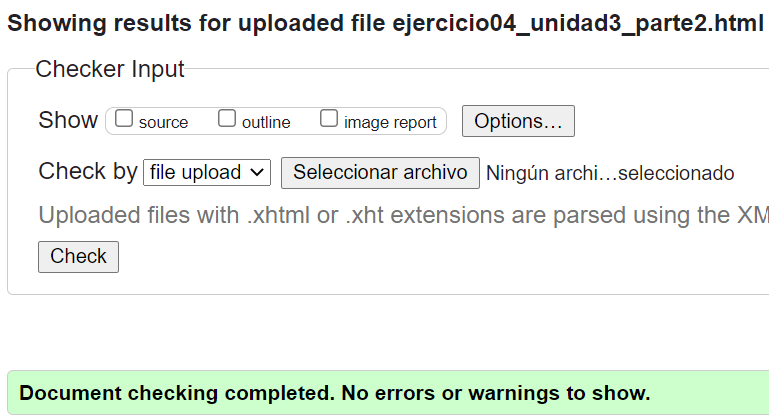 Showing results for uploaded file ejercicio04_unidad3_parte2.html
Checker Input
Show source outline image report Options...
Check by file upload Seleccionar archivo Ningún archi...seleccionado
Uploaded files with .xhtml or .xht extensions are parsed using the XM
Check
Document checking completed. No errors or warnings to show.